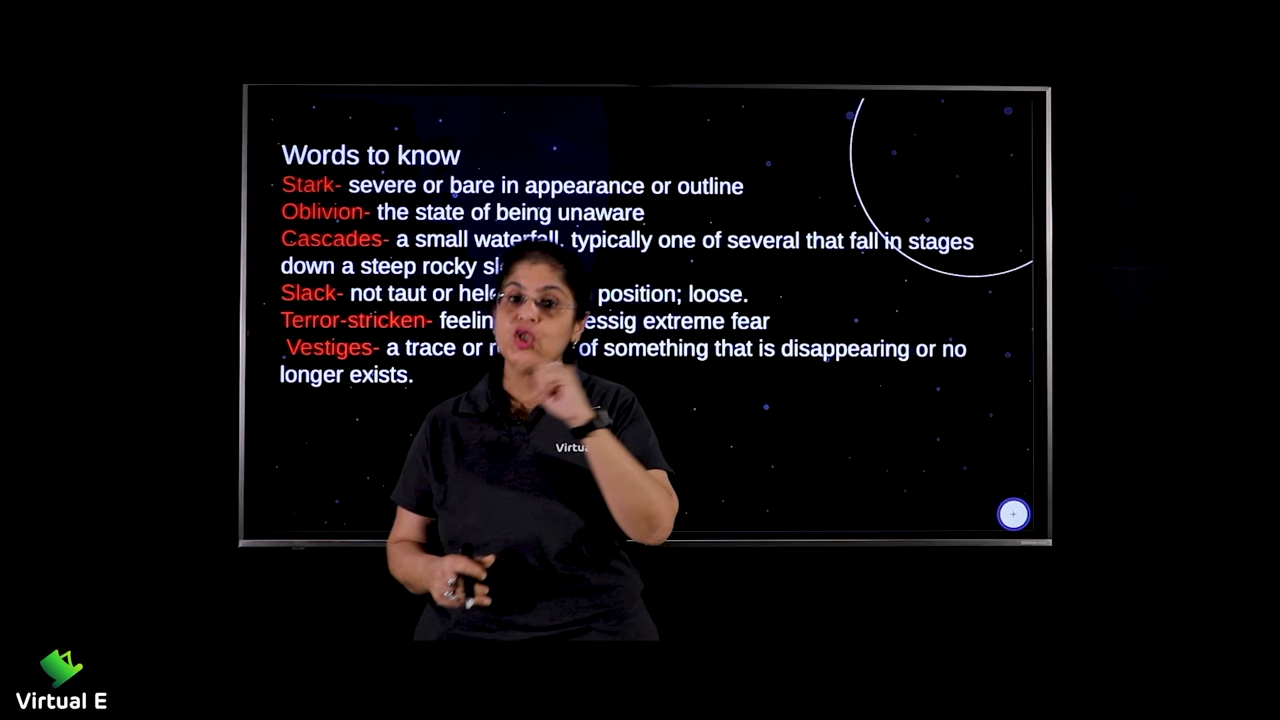 Words to know
Stark- severe or bare in appearance or outline
Oblivion- the state of being unaware
Cascades- a small waterfall, typically one of several that fall in stages
down a steep rocky
Slack- not taut or position; loose.
Terror-stricken- extreme fear
Vestiges- a trace or of something that is disappearing or no
longer exists.
Virtual E